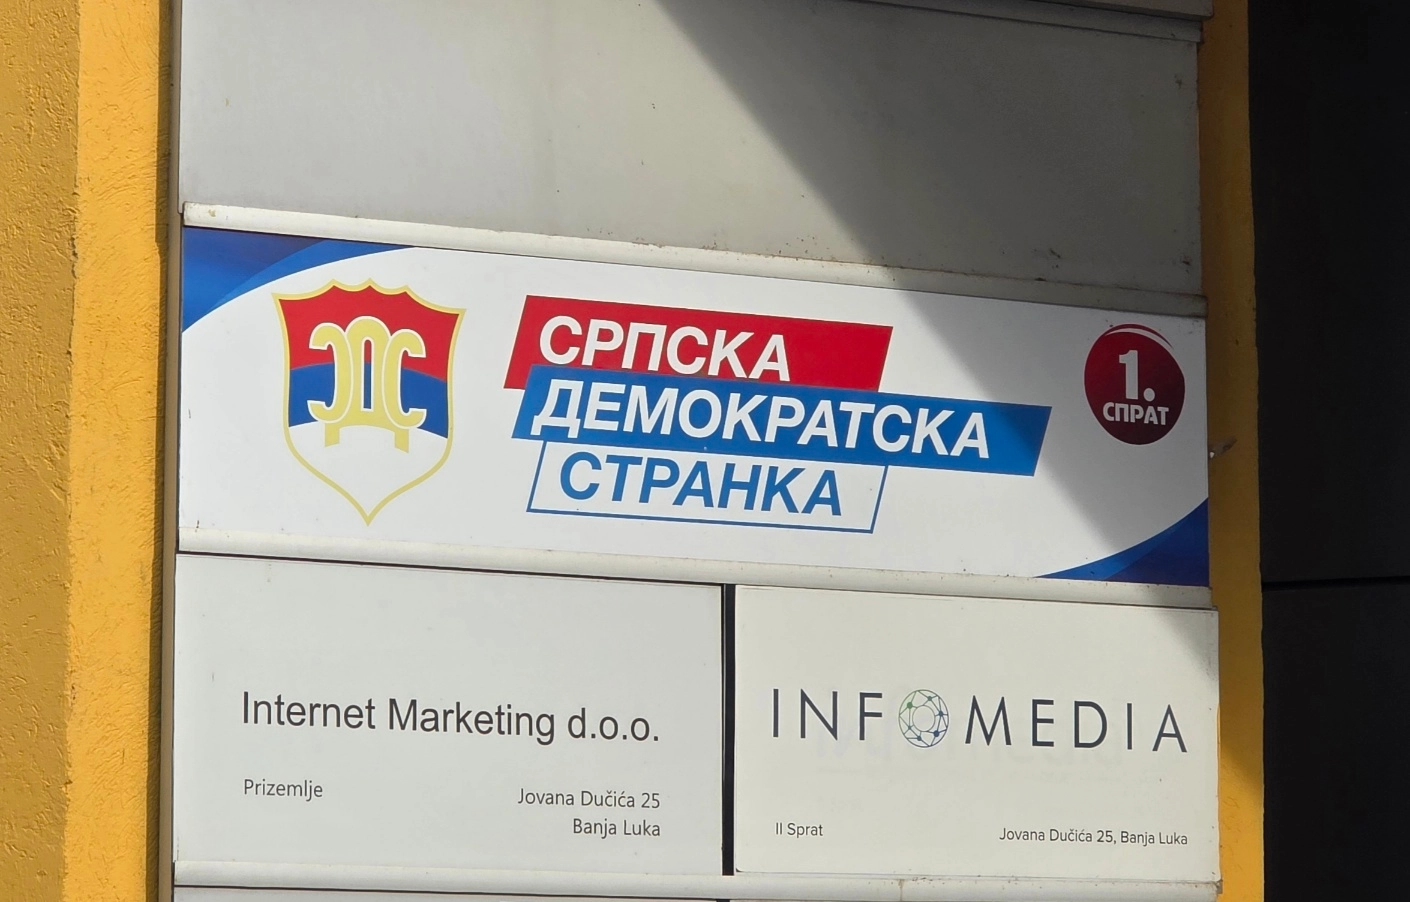 СРПСКА
ДЕМОКРАТСКА
СТРАНКА
1.
СПРАТ
Internet Marketing d.o.o.
Prizemlje
Jovana Dučića 25
Banja Luka
INFOMEDIA
II Sprat
Jovana Dučića 25, Banja Luka